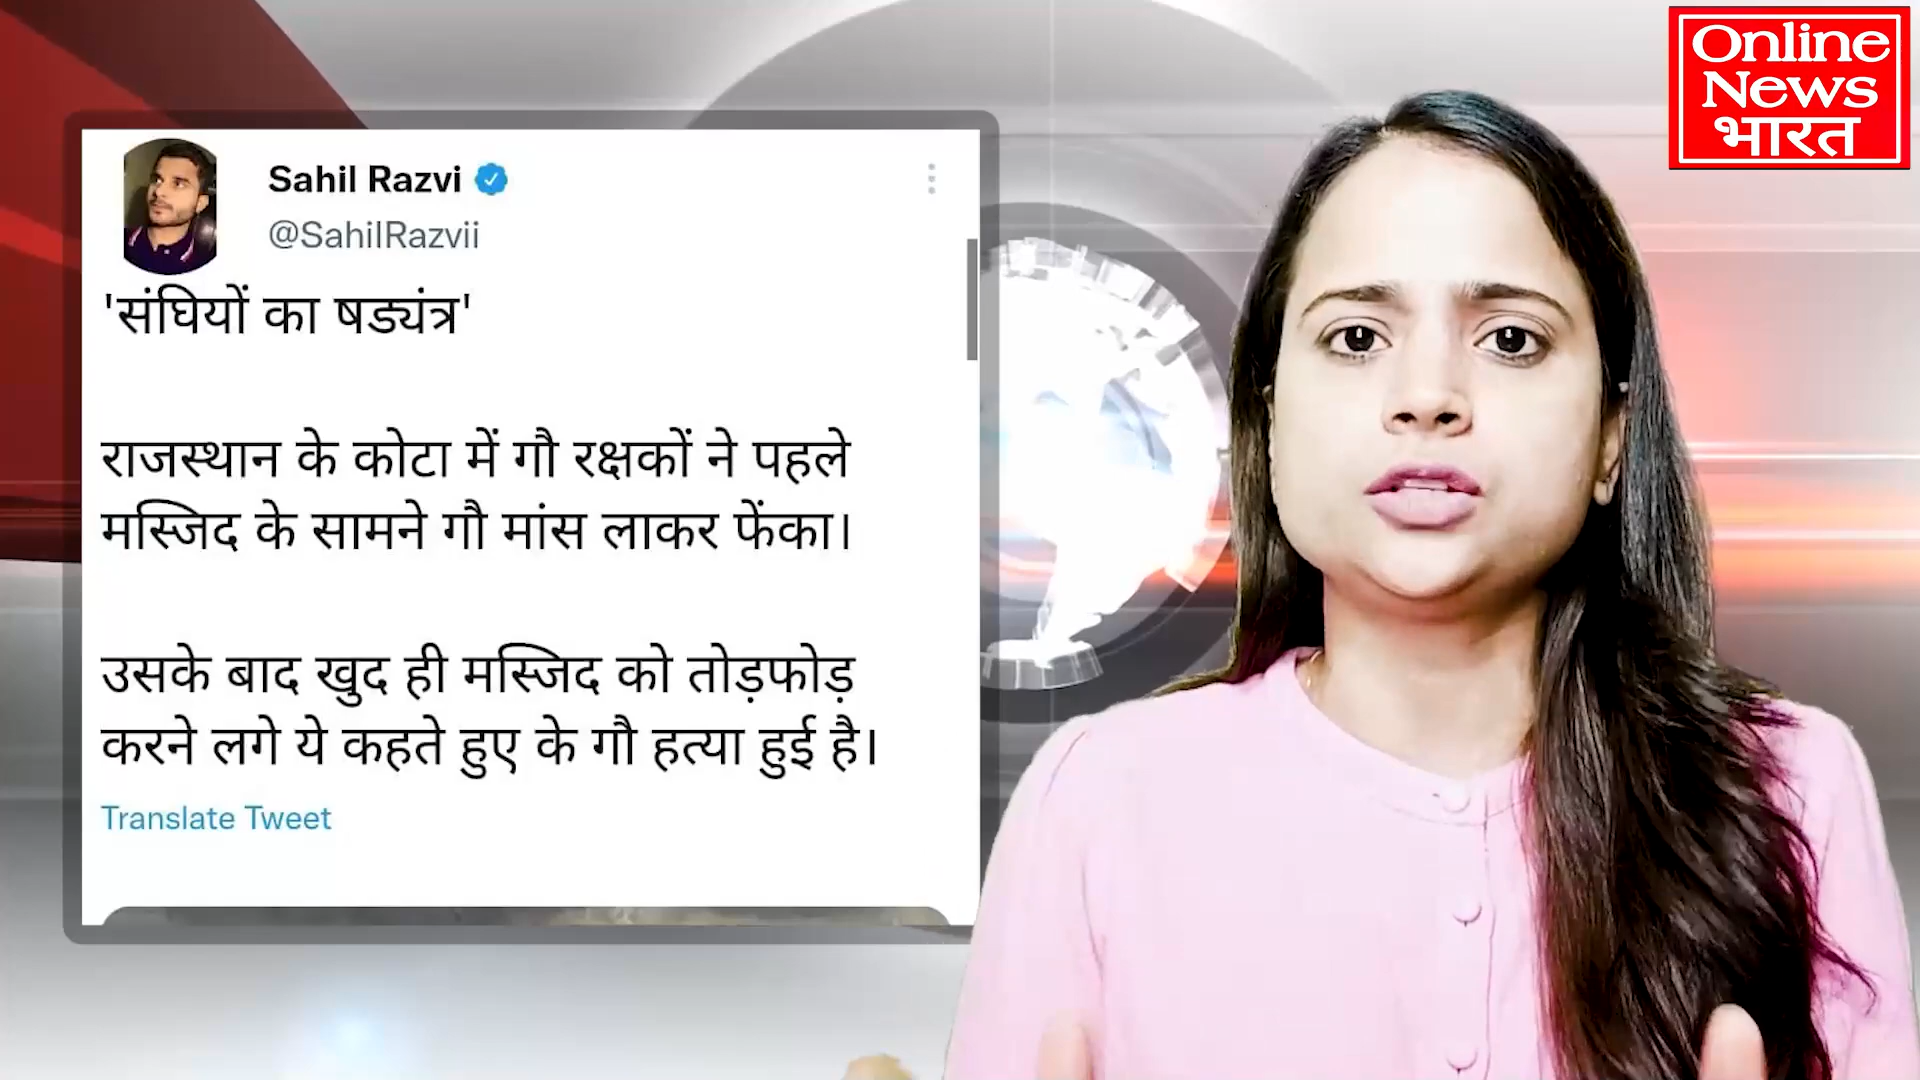 Online
News
भारत
Sahil Razvi
@SahilRazvii
'संघियों का षड्यंत्र'
राजस्थान के कोटा में गौ रक्षकों ने पहले
मस्जिद के सामने गौ मांस लाकर फेंका।
उसके बाद खुद ही मस्जिद को तोड़फोड़
करने लगे ये कहते हुए के गौ हत्या हुई है।
Translate Tweet